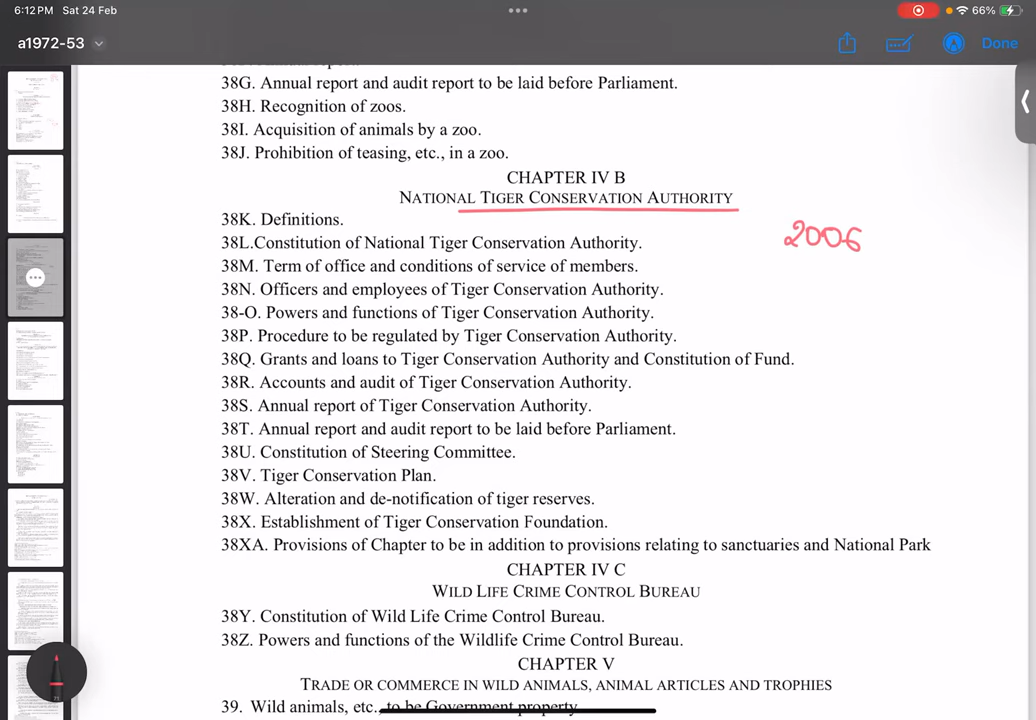 6:12 PM Sat 24 Feb
66%
a1972-53
Done
38G. Annual report and audit report to be laid before Parliament.
38H. Recognition of zoos.
38I. Acquisition of animals by a zoo.
38J. Prohibition of teasing, etc., in a zoo.
CHAPTER IV B
NATIONAL TIGER CONSERVATION AUTHORITY
38K. Definitions.
2006
38L.Constitution of National Tiger Conservation Authority.
38M. Term of office and conditions of service of members.
38N. Officers and employees of Tiger Conservation Authority.
38-O. Powers and functions of Tiger Conservation Authority.
38P. Procedure to be regulated by Tiger Conservation Authority.
38Q. Grants and loans to Tiger Conservation Authority and Constitution of Fund.
38R. Accounts and audit of Tiger Conservation Authority.
38S. Annual report of Tiger Conservation Authority.
38T. Annual report and audit report to be laid before Parliament.
38U. Constitution of Steering Committee.
38V. Tiger Conservation Plan.
38W. Alteration and de-notification of tiger reserves.
38X. Establishment of Tiger Conservation Foundation.
38XA. Provisions of Chapter to be in addition to provisions relating to sanctuaries and National Park
CHAPTER IV C
WILD LIFE CRIME CONTROL BUREAU
38Y. Constitution of Wild Life Crime Control Bureau.
38Z. Powers and functions of the Wildlife Crime Control Bureau.
CHAPTER V
TRADE OR COMMERCE IN WILD ANIMALS, ANIMAL ARTICLES AND TROPHIES
39. Wild animals, etc., to be Government property